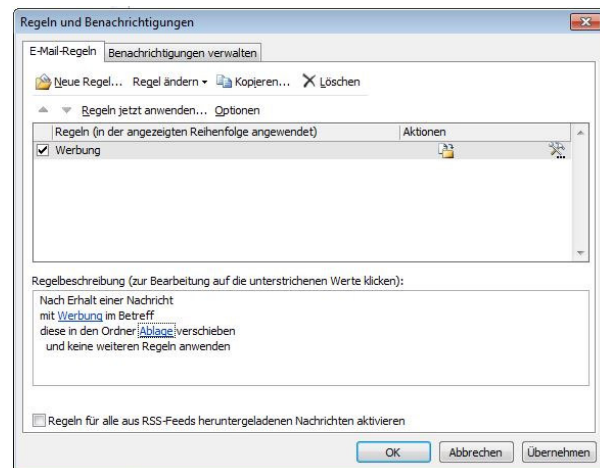 Regeln und Benachrichtigungen
E-Mail-Regeln Benachrichtigungen verwalten
Neue Regel... Regel ändern Kopieren... Löschen
Regeln jetzt anwenden... Optionen
Regeln (in der angezeigten Reihenfolge angewendet) Aktionen
Werbung
Regelbeschreibung (zur Bearbeitung auf die unterstrichenen Werte klicken):
Nach Erhalt einer Nachricht
mit Werbung im Betreff
diese in den Ordner Ablage verschieben
und keine weiteren Regeln anwenden
Regeln für alle aus RSS-Feeds heruntergeladenen Nachrichten aktivieren
OK Abbrechen Übernehmen